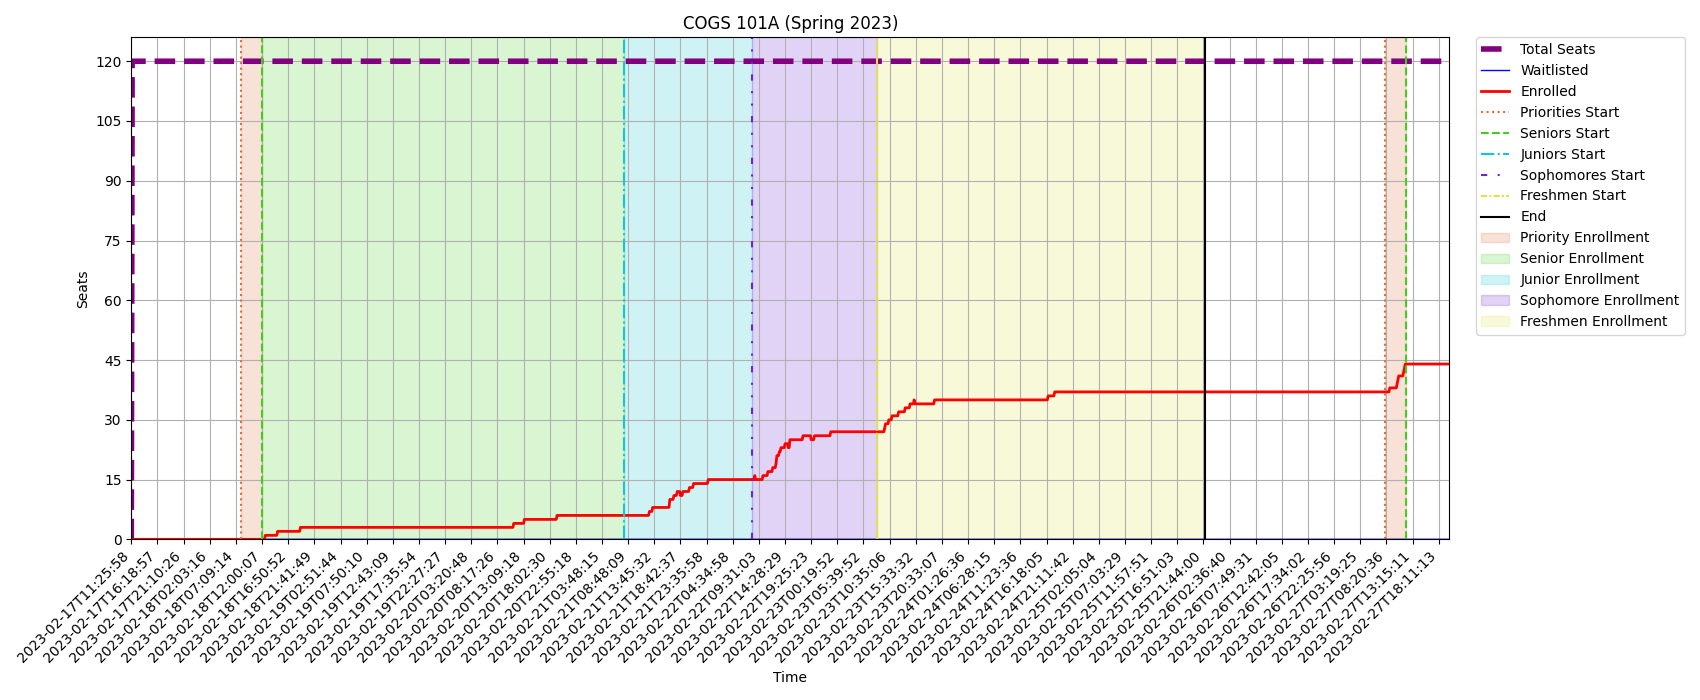 COGS 101A (Spring 2023)
120
105
90
75
60
45
30
15
0
Seats
2023-02-17T11:25:58
2023-02-17T16:18:57
2023-02-17T21:10:26
2023-02-18T02:03:16
2023-02-18T07:09:14
2023-02-18T12:00:07
2023-02-18T16:50:52
2023-02-18T21:41:49
2023-02-19T02:51:44
2023-02-19T07:50:10
2023-02-19T12:43:09
2023-02-19T17:35:54
2023-02-19T22:27:27
2023-02-20T03:20:48
2023-02-20T08:17:26
2023-02-20T13:09:18
2023-02-20T18:02:30
2023-02-20T22:55:18
2023-02-21T03:48:15
2023-02-21T08:48:09
2023-02-21T13:45:32
2023-02-21T18:42:37
2023-02-21T23:35:58
2023-02-22T04:34:58
2023-02-22T09:31:03
2023-02-22T14:28:29
2023-02-22T19:25:23
2023-02-23T00:19:52
2023-02-23T05:39:52
2023-02-23T10:35:06
2023-02-23T15:33:32
2023-02-23T20:33:07
2023-02-24T01:26:36
2023-02-24T06:28:15
2023-02-24T11:23:36
2023-02-24T16:18:05
2023-02-24T21:11:42
2023-02-25T02:05:04
2023-02-25T07:03:29
2023-02-25T11:57:51
2023-02-25T16:51:03
2023-02-25T21:44:00
2023-02-26T02:36:40
2023-02-26T07:49:31
2023-02-26T12:42:05
2023-02-26T17:34:02
2023-02-26T22:25:56
2023-02-27T03:19:25
2023-02-27T08:20:36
2023-02-27T13:15:11
2023-02-27T18:11:13
Time
Total Seats
Waitlisted
Enrolled
Priorities Start
Seniors Start
Juniors Start
Sophomores Start
Freshmen Start
End
Priority Enrollment
Senior Enrollment
Junior Enrollment
Sophomore Enrollment
Freshmen Enrollment